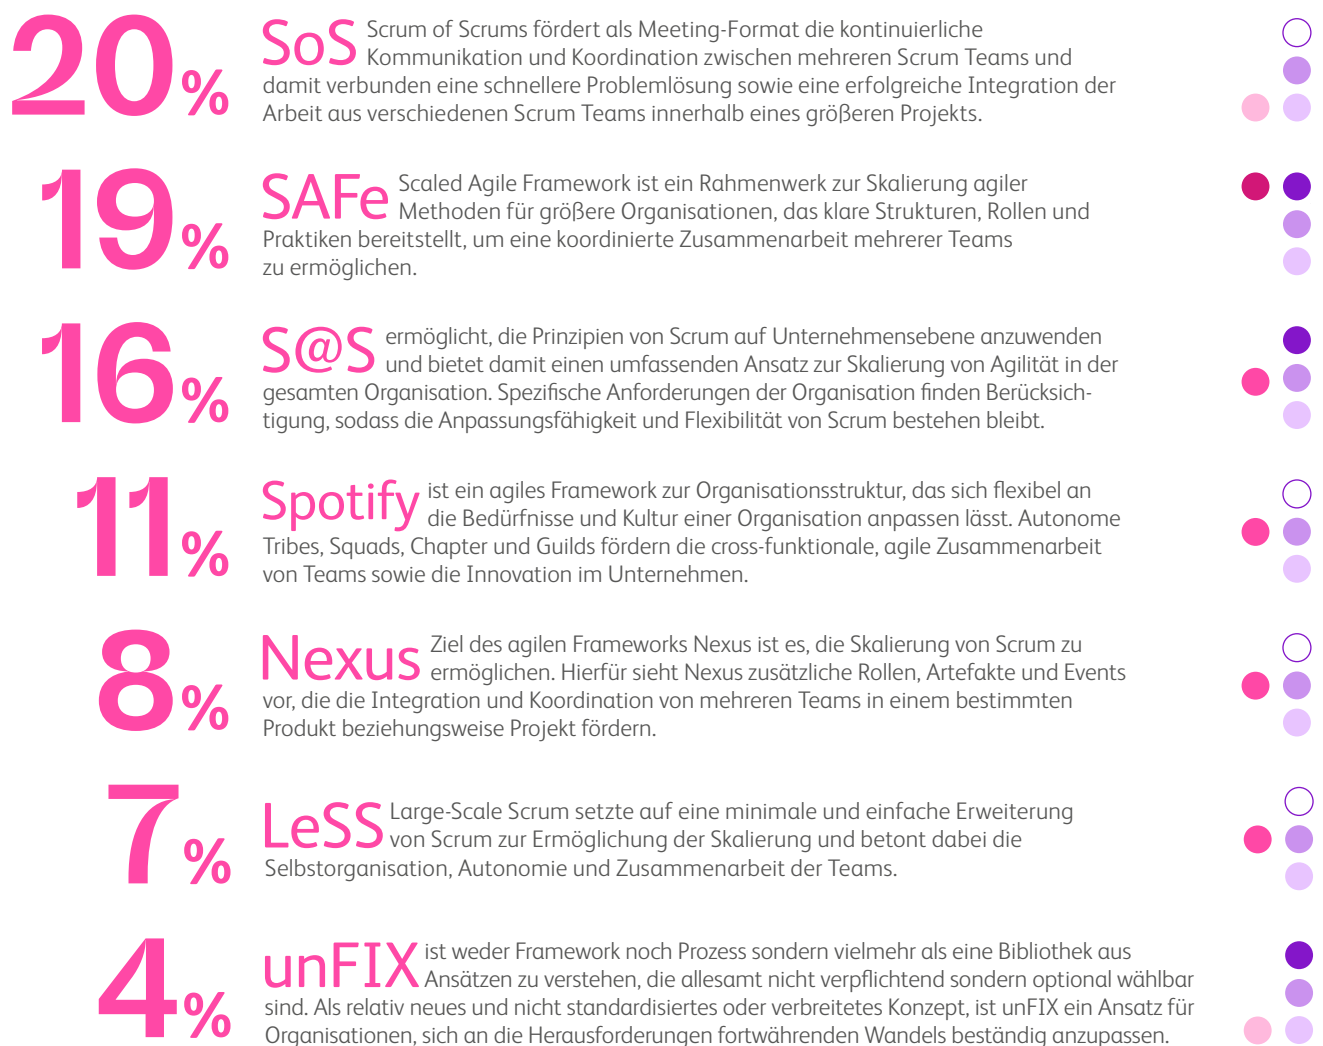 20%
SoS Scrum of Scrums fördert als Meeting-Format die kontinuierliche
Kommunikation und Koordination zwischen mehreren Scrum Teams und
damit verbunden eine schnellere Problemlösung sowie eine erfolgreiche Integration der
Arbeit aus verschiedenen Scrum Teams innerhalb eines größeren Projekts.
19%
SAFe Scaled Agile Framework ist ein Rahmenwerk zur Skalierung agiler
Methoden für größere Organisationen, das klare Strukturen, Rollen und
Praktiken bereitstellt, um eine koordinierte Zusammenarbeit mehrerer Teams
zu ermöglichen.
16%
S@S ermöglicht, die Prinzipien von Scrum auf Unternehmensebene anzuwenden
und bietet damit einen umfassenden Ansatz zur Skalierung von Agilität in der
gesamten Organisation. Spezifische Anforderungen der Organisation finden Berücksich-
tigung, sodass die Anpassungsfähigkeit und Flexibilität von Scrum bestehen bleibt.
11%
Spotify ist ein agiles Framework zur Organisationsstruktur, das sich flexibel an
die Bedürfnisse und Kultur einer Organisation anpassen lässt. Autonome
Tribes, Squads, Chapter und Guilds fördern die cross-funktionale, agile Zusammenarbeit
von Teams sowie die Innovation im Unternehmen.
8%
Nexus Ziel des agilen Frameworks Nexus ist es, die Skalierung von Scrum zu
ermöglichen. Hierfür sieht Nexus zusätzliche Rollen, Artefakte und Events
vor, die die Integration und Koordination von mehreren Teams in einem bestimmten
Produkt beziehungsweise Projekt fördern.
7%
LeSS Large-Scale Scrum setzte auf eine minimale und einfache Erweiterung
von Scrum zur Ermöglichung der Skalierung und betont dabei die
Selbstorganisation, Autonomie und Zusammenarbeit der Teams.
4%
unFIX ist weder Framework noch Prozess sondern vielmehr als eine Bibliothek aus
Ansätzen zu verstehen, die allesamt nicht verpflichtend sondern optional wählbar
sind. Als relativ neues und nicht standardisiertes oder verbreitetes Konzept, ist unFIX ein Ansatz für
Organisationen, sich an die Herausforderungen fortwährenden Wandels beständig anzupassen.